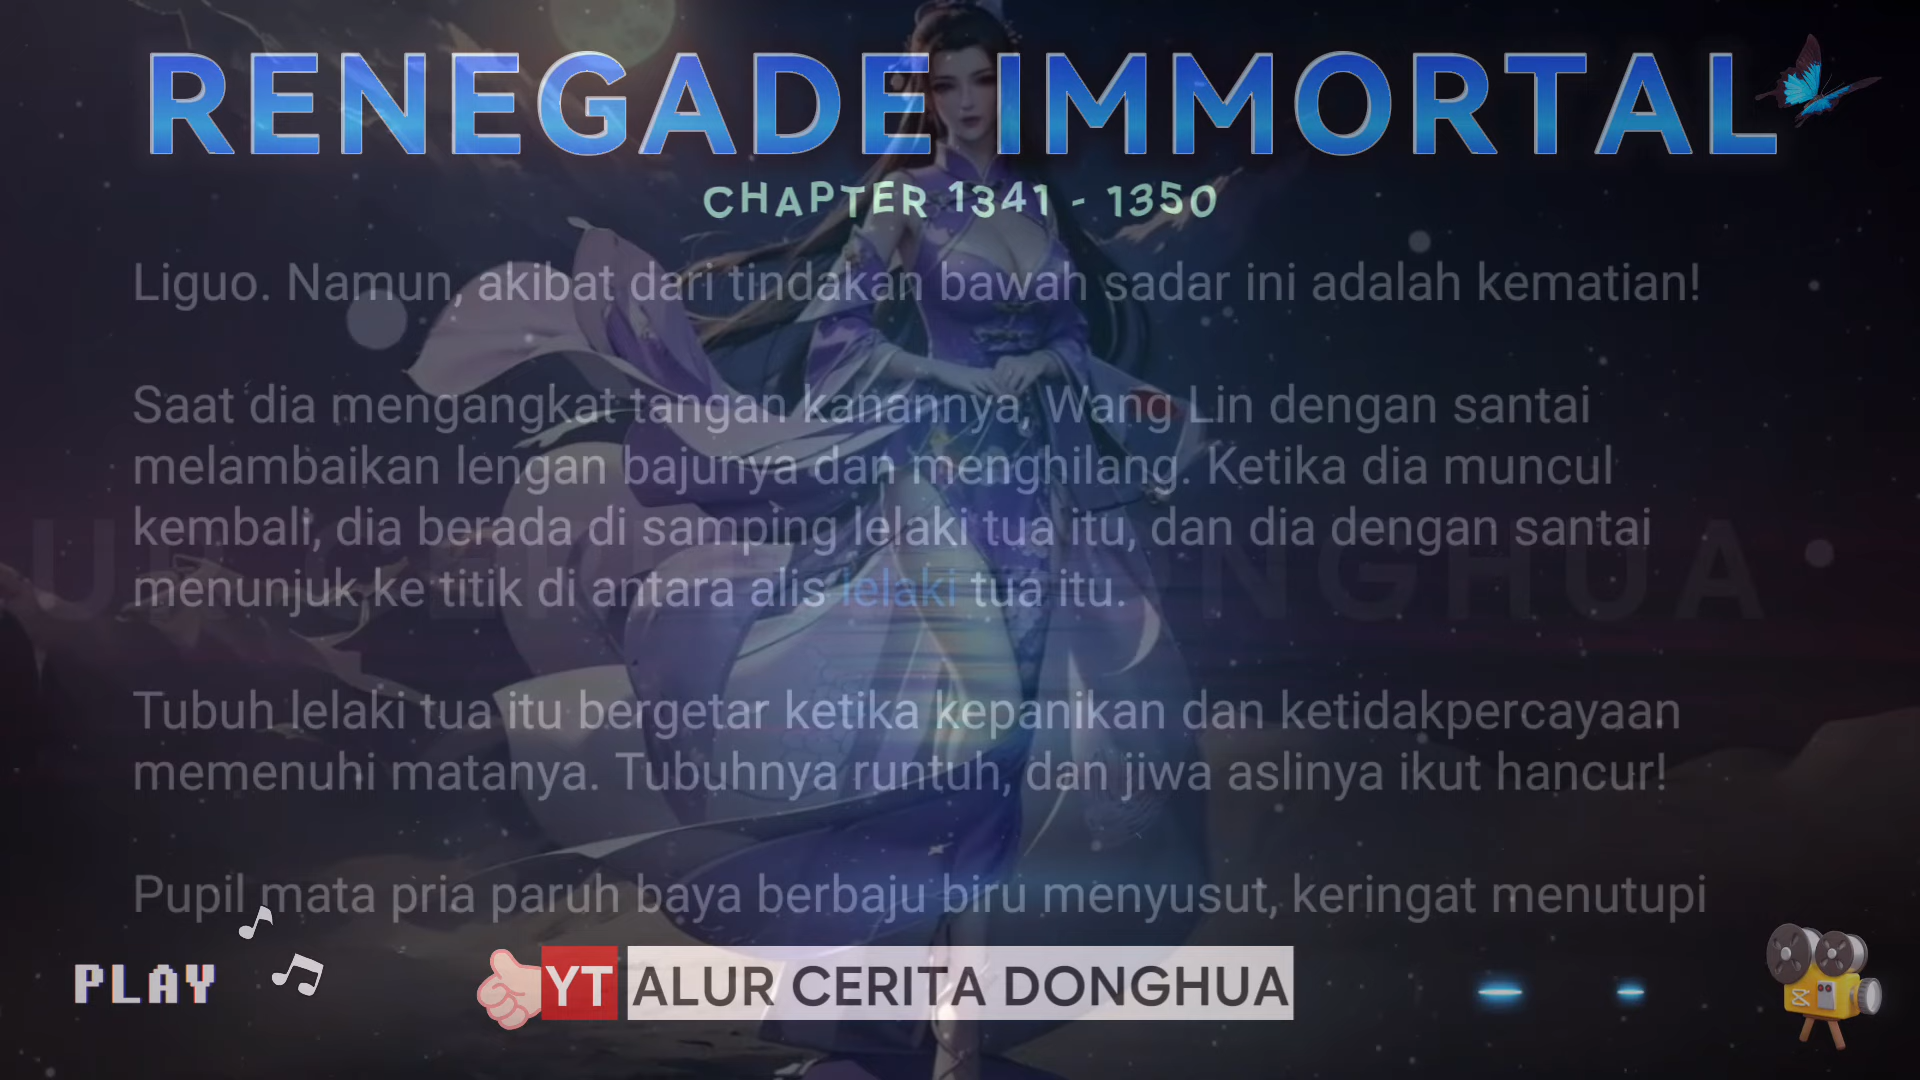 RENEGADE IMMORTAL
CHAPTER 1341 - 1350
Liguo. Namun, akibat dari tindakan bawah sadar ini adalah kematian!
Saat dia mengangkat tangan kanannya, Wang Lin dengan santai
melambaikan lengan bajunya dan menghilang. Ketika dia muncul
kembali, dia berada di samping lelaki tua itu, dan dia dengan santai
menunjuk ke titik di antara alis lelaki tua itu.
Tubuh lelaki tua itu bergetar ketika kepanikan dan ketidakpercayaan
memenuhi matanya. Tubuhnya runtuh, dan jiwa aslinya ikut hancur!
Pupil mata pria paruh baya berbaju biru menyusut, keringat menutupi
PLAY
YT ALUR CERITA DONGHUA